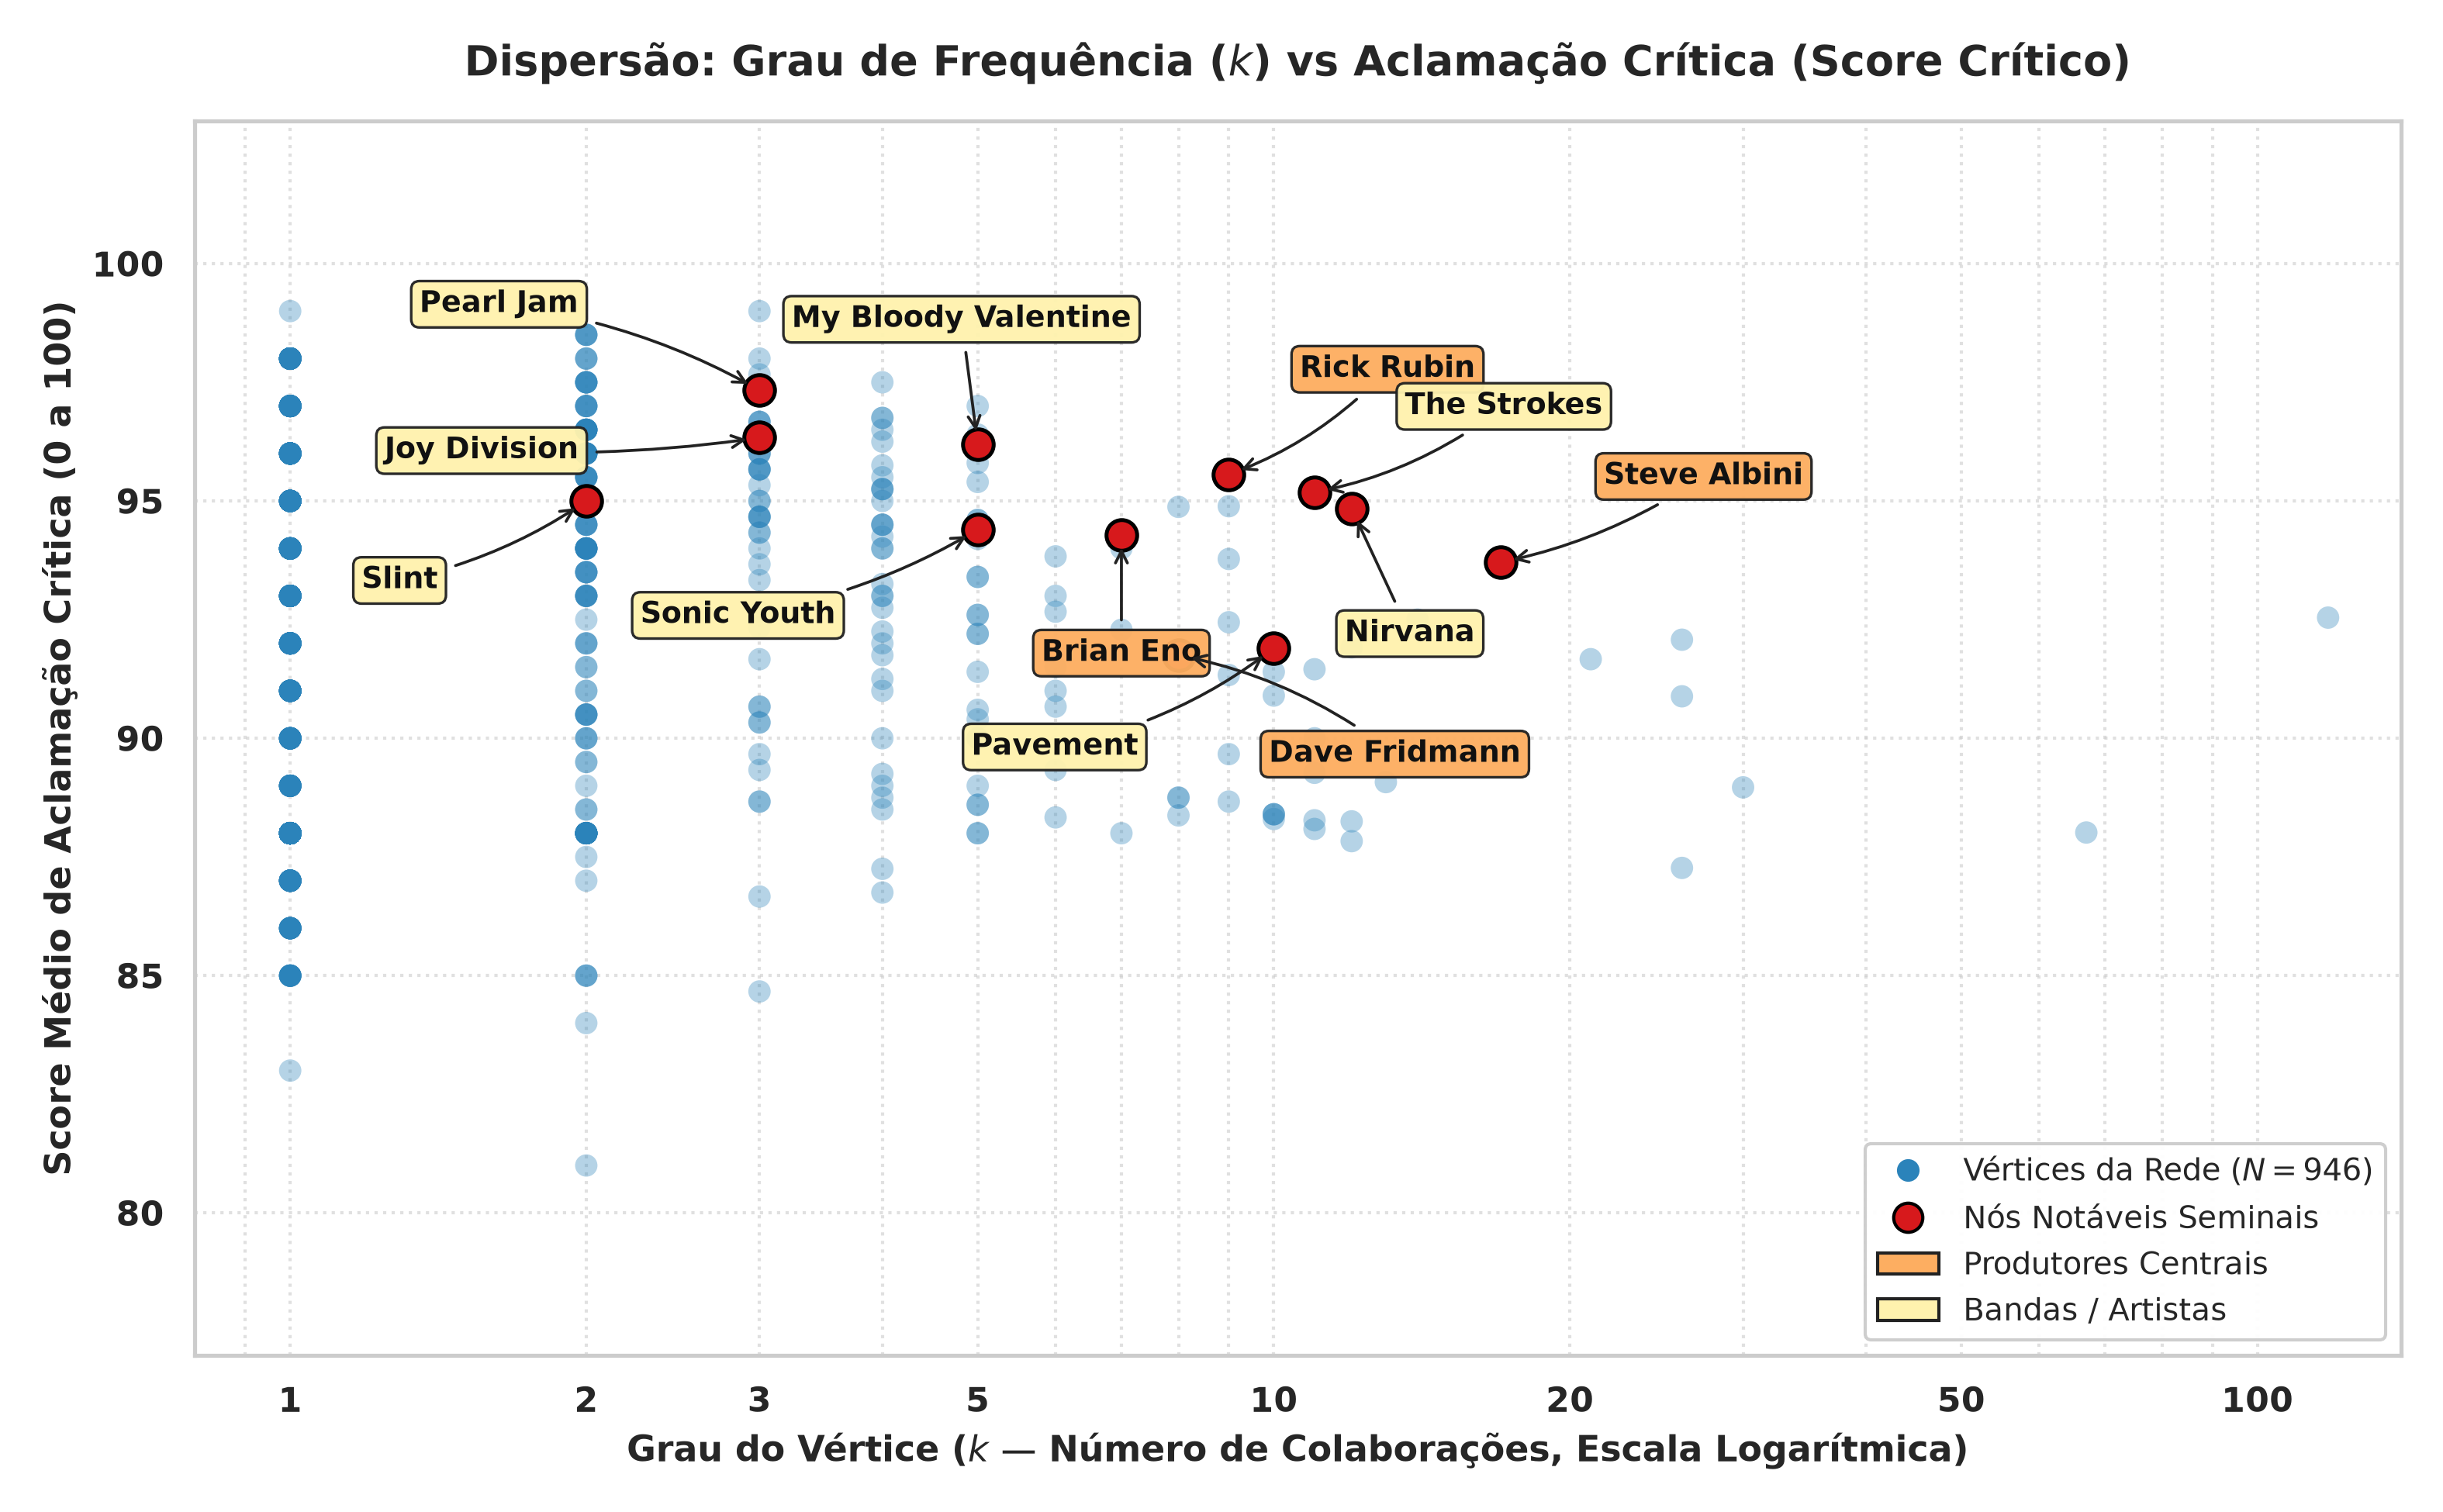 Dispersão: Grau de Frequência (k) vs Aclamação Crítica (Score Crítico)
Score Médio de Aclamação Crítica (0 a 100)
100
95
90
85
80
Pearl Jam
My Bloody Valentine
Rick Rubin
The Strokes
Joy Division
Steve Albini
Slint
Sonic Youth
Nirvana
Brian Eno
Pavement
Dave Fridmann
Vértices da Rede (N = 946)
Nós Notáveis Seminais
Produtores Centrais
Bandas / Artistas
1 2 3 5 10 20 50 100
Grau do Vértice (k — Número de Colaborações, Escala Logarítmica)